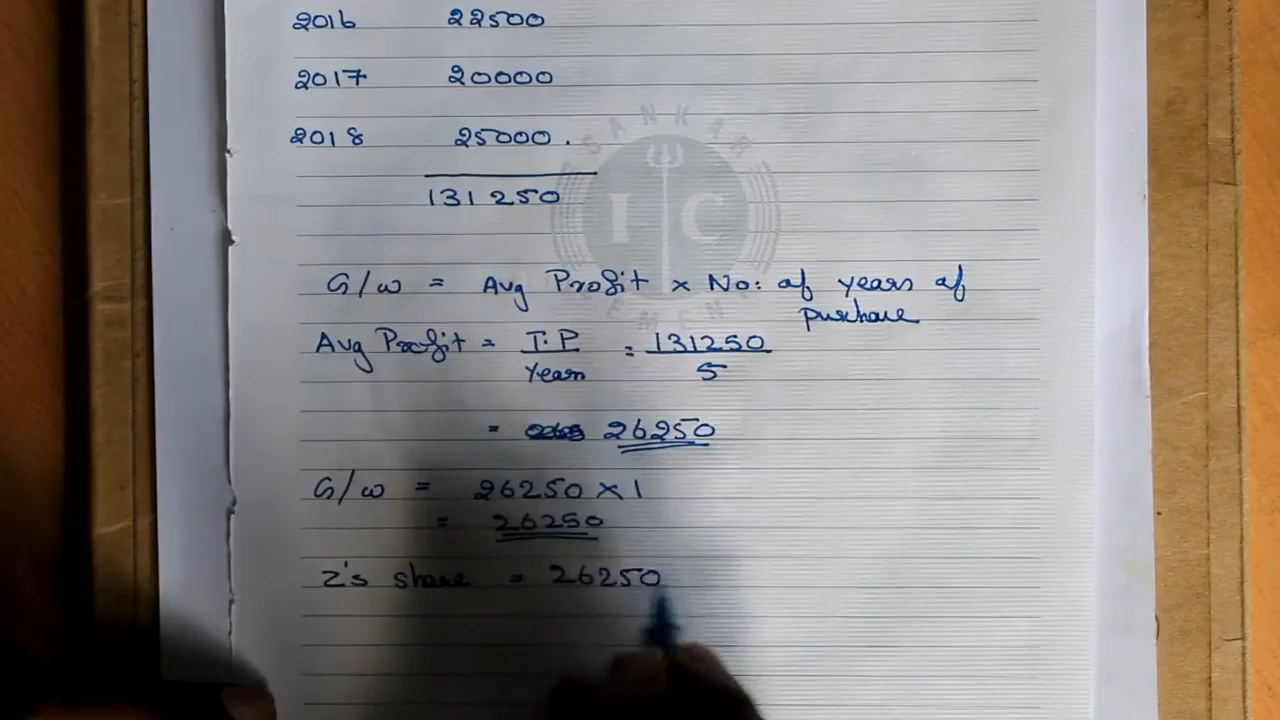 2016 22500
2017 20000
2018 25000.
131250
SANKAR
I C
G/w = Avg Profit x No: of years of
purchase
Avg Profit = T.P / Years = 131250 / 5
= 26250
G/w = 26250 x 1
= 26250
Z's share = 26250